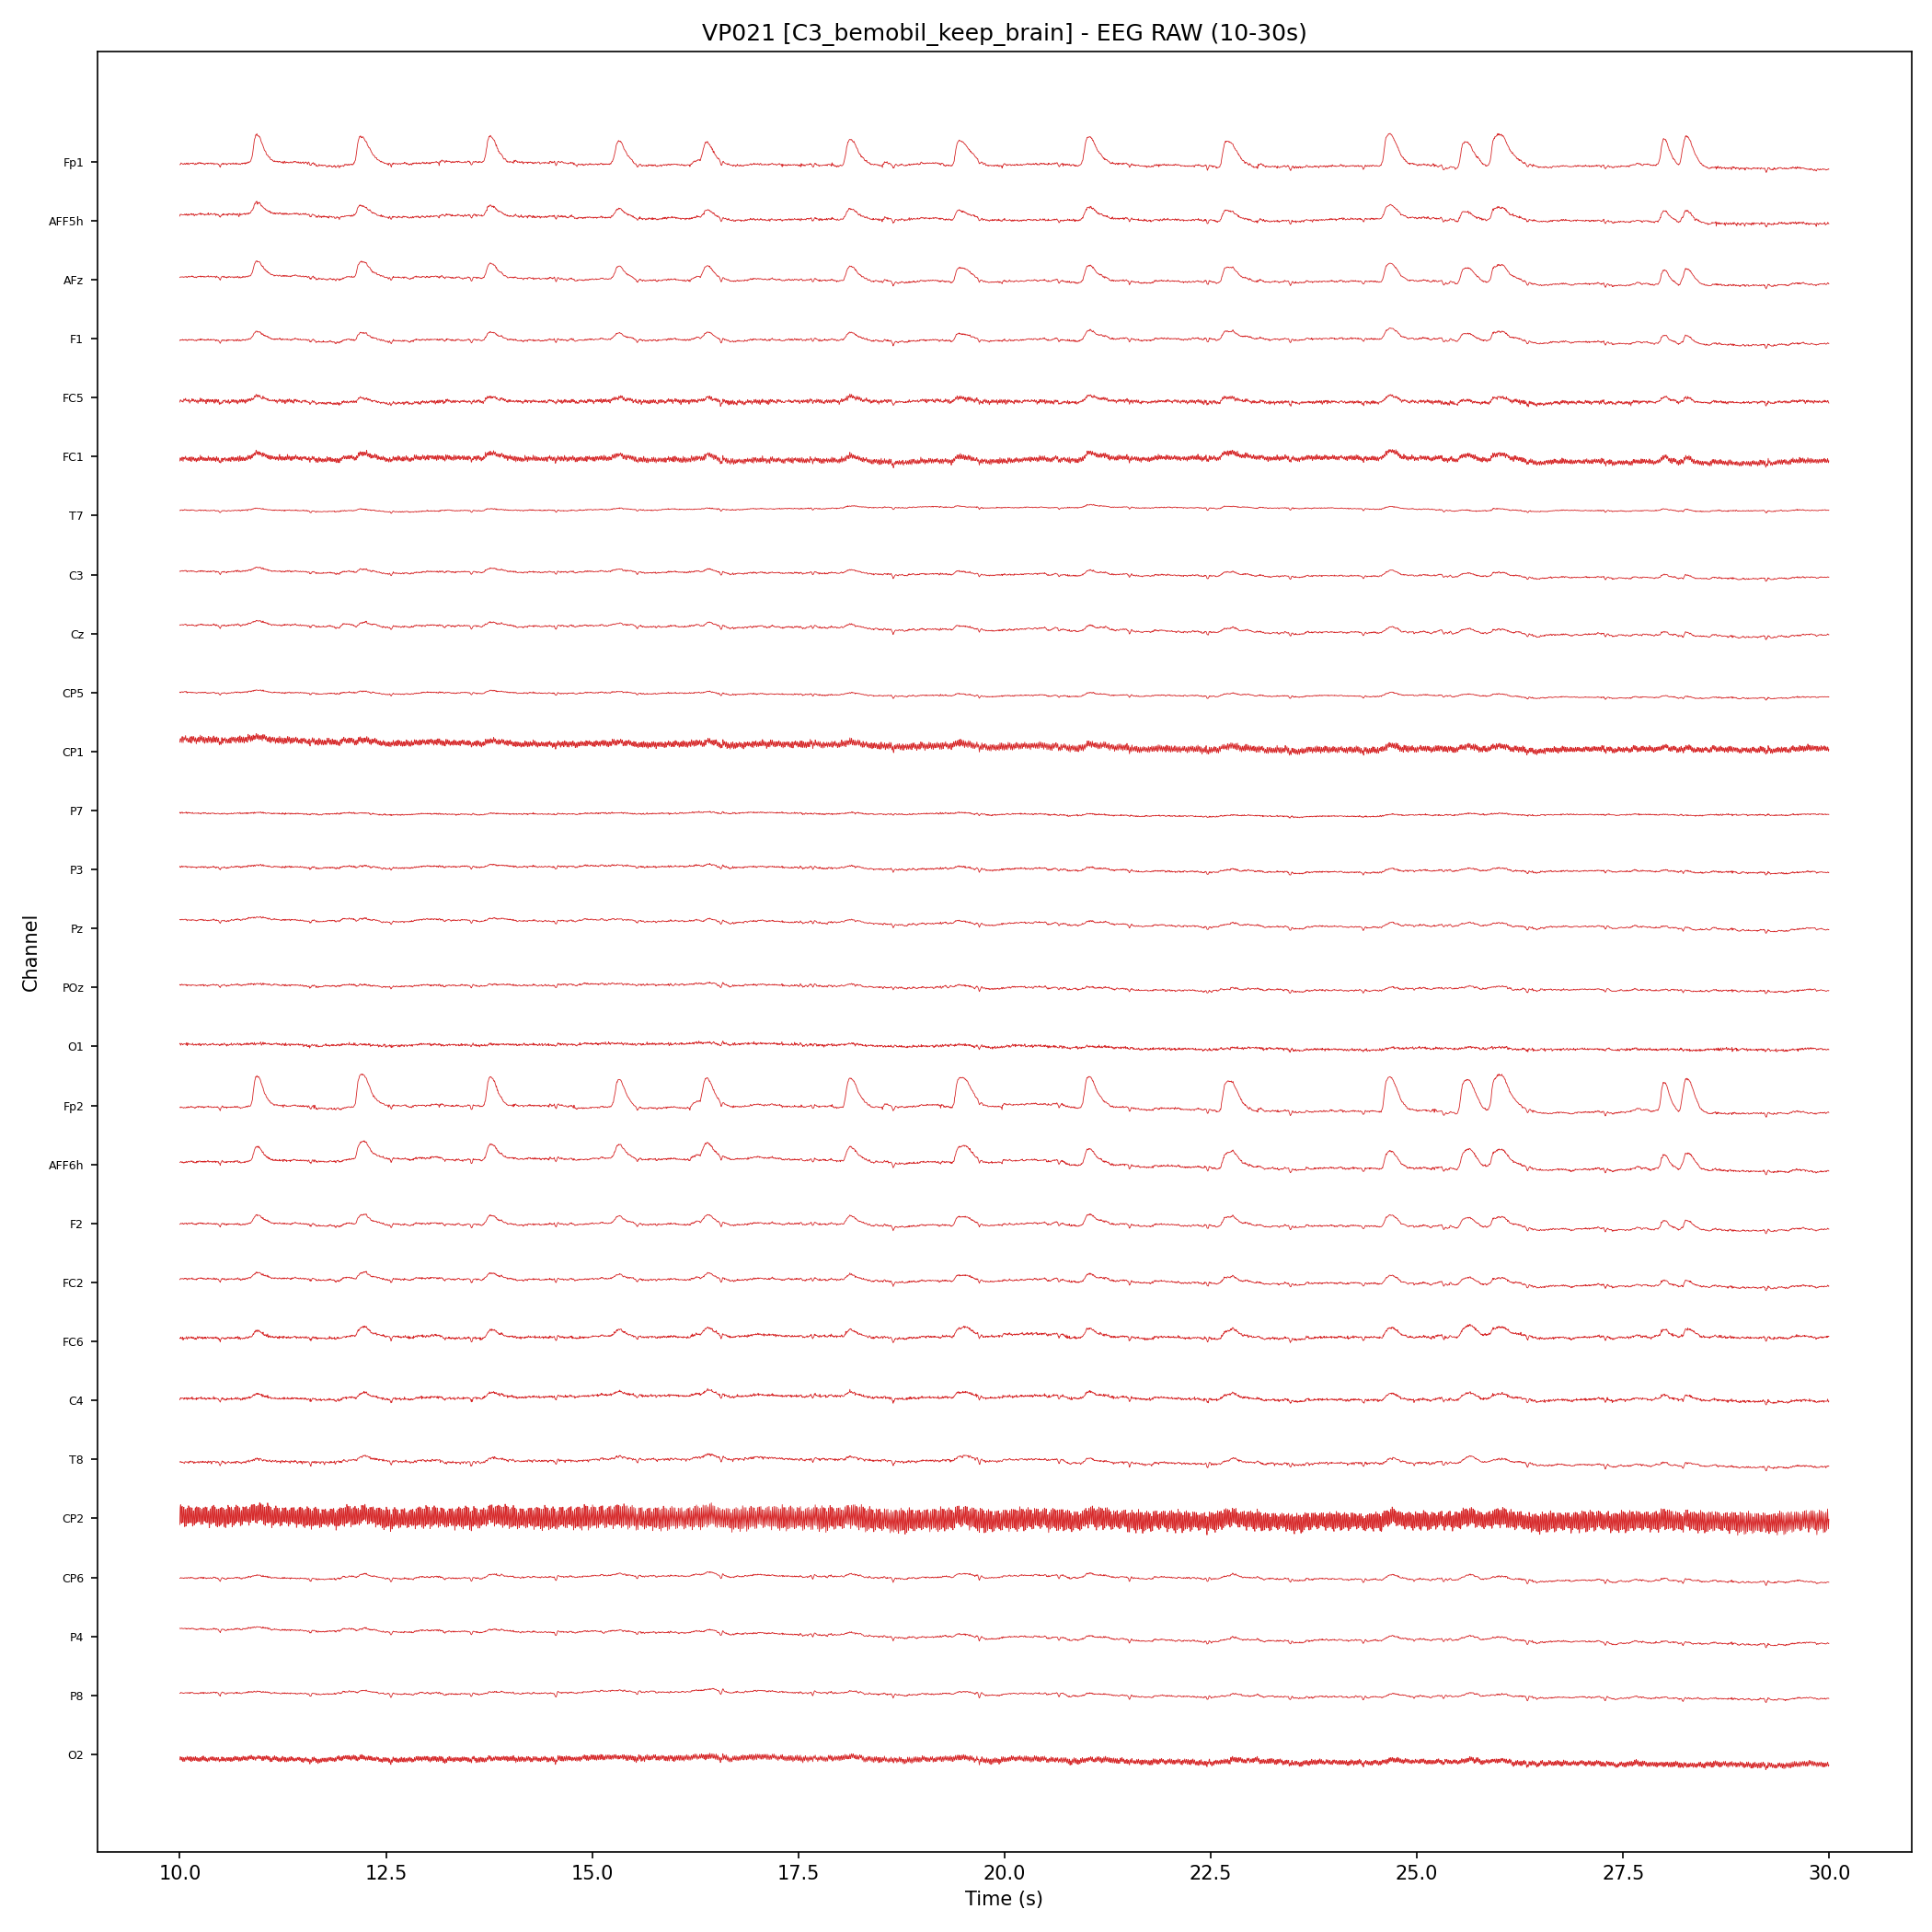 VP021 [C3_bemobil_keep_brain] - EEG RAW (10-30s)
Channel
Fp1
AFF5h
AFz
F1
FC5
FC1
T7
C3
Cz
CP5
CP1
P7
P3
Pz
POz
O1
Fp2
AFF6h
F2
FC2
FC6
C4
T8
CP2
CP6
P4
P8
O2
10.0 12.5 15.0 17.5 20.0 22.5 25.0 27.5 30.0
Time (s)